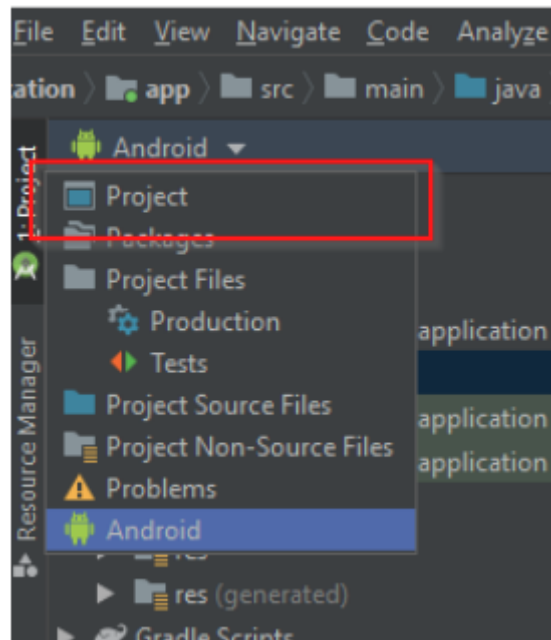 File Edit View Navigate Code Analyze
ation app src main java
Android
1: Project
Project
Packages
Project Files
Production
application
Tests
Resource Manager
Project Source Files
application
Project Non-Source Files
application
Problems
Android
res
res (generated)
Gradle Scripts